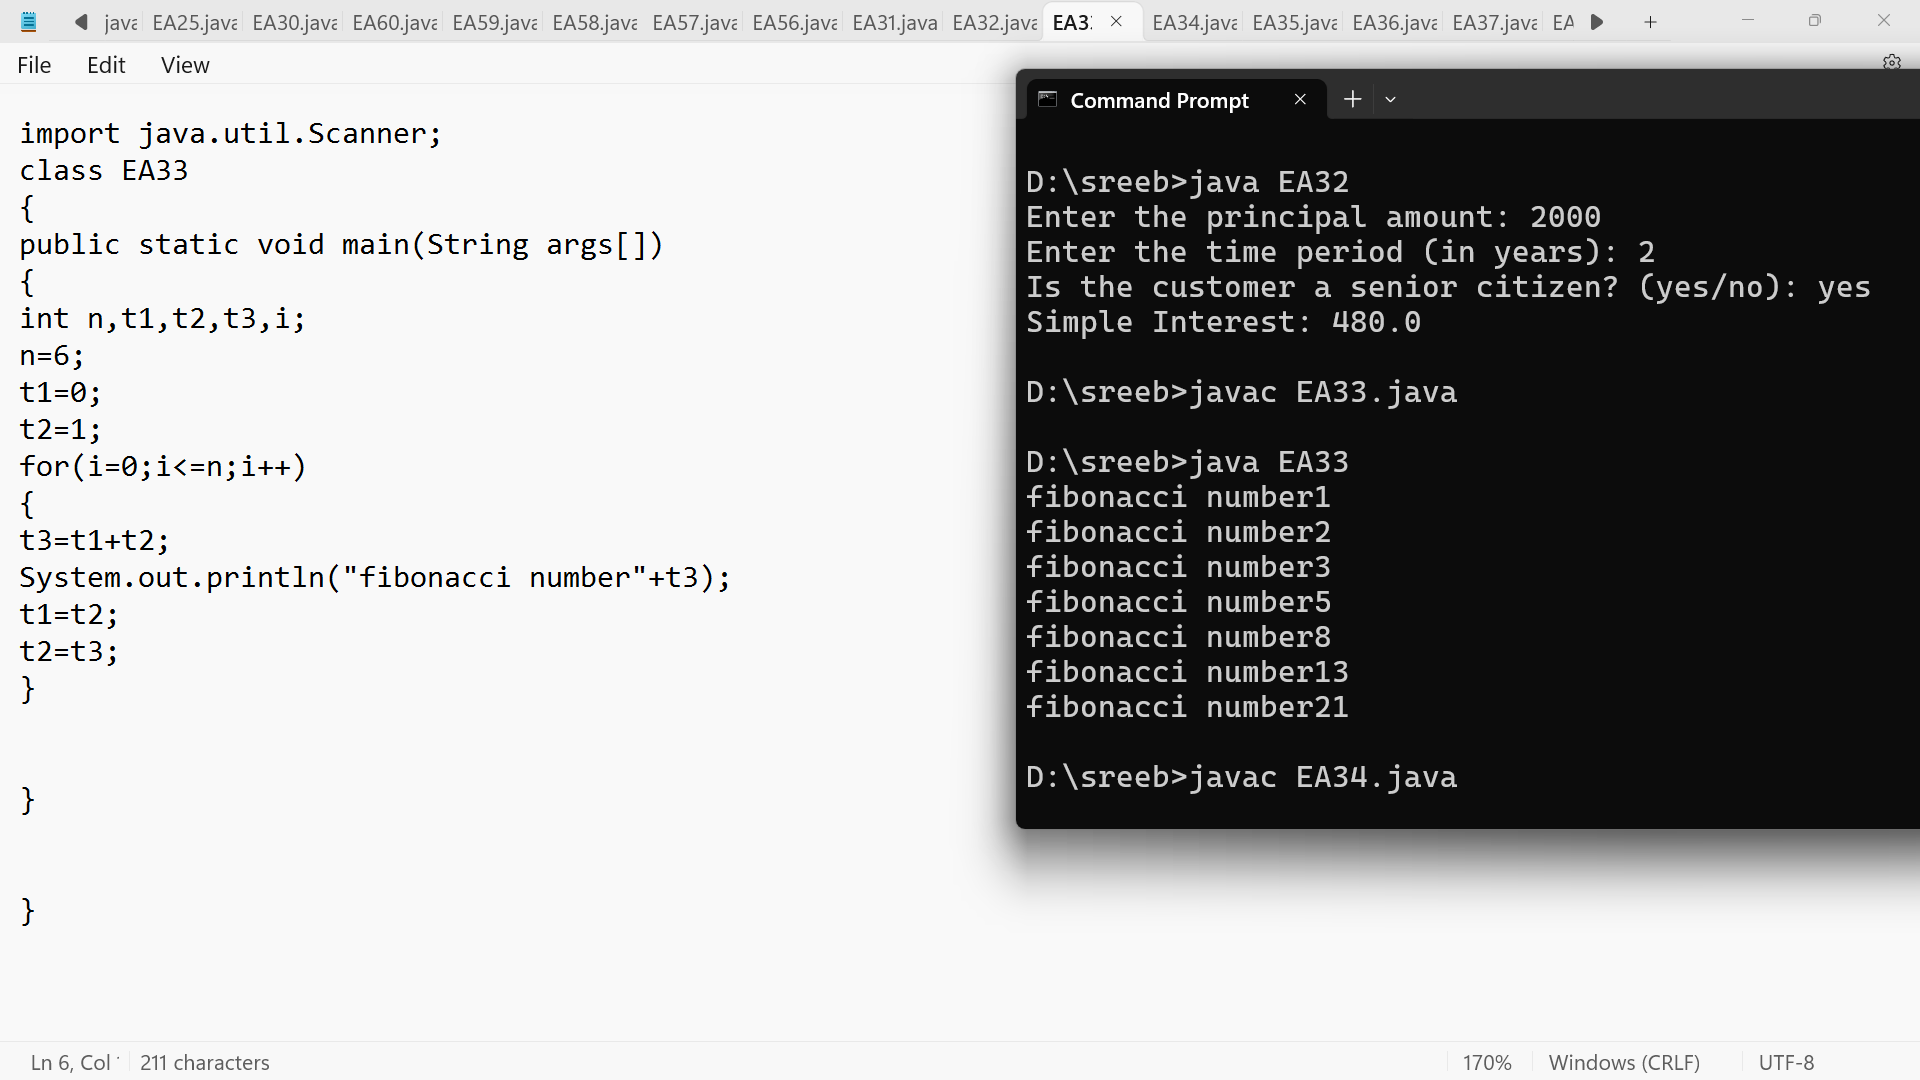 java EA25.java EA30.java EA60.java EA59.java EA58.java EA57.java EA56.java EA31.java EA32.java EA33 EA34.java EA35.java EA36.java EA37.java EA
File Edit View
import java.util.Scanner;
class EA33
{
public static void main(String args[])
{
int n,t1,t2,t3,i;
n=6;
t1=0;
t2=1;
for(i=0;i<=n;i++)
{
t3=t1+t2;
System.out.println("fibonacci number"+t3);
t1=t2;
t2=t3;
}
}
}
Command Prompt
D:\sreeb>java EA32
Enter the principal amount: 2000
Enter the time period (in years): 2
Is the customer a senior citizen? (yes/no): yes
Simple Interest: 480.0
D:\sreeb>javac EA33.java
D:\sreeb>java EA33
fibonacci number1
fibonacci number2
fibonacci number3
fibonacci number5
fibonacci number8
fibonacci number13
fibonacci number21
D:\sreeb>javac EA34.java
Ln 6, Col 211 characters 170% Windows (CRLF) UTF-8